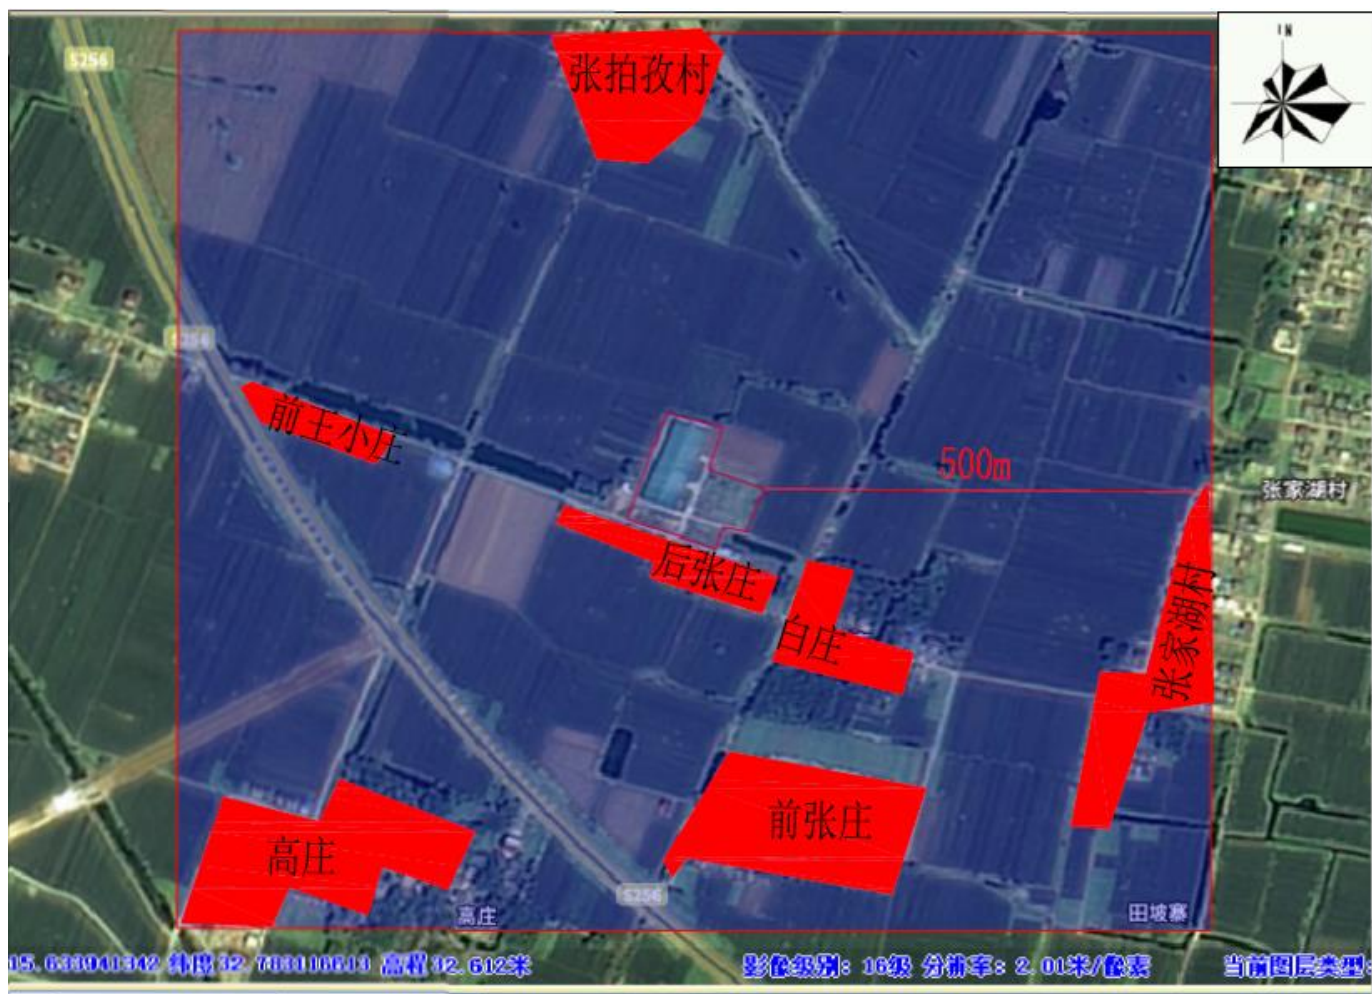 N
S256
张拍孜村
S256
前王小庄
500m
张家湖村
后张庄
白庄
张家湖村
前张庄
高庄
S256
高庄
田坡寨
15.633941342 纬度32.783116613 高程32.612米
影像级别：16级 分辨率：2.01米/像素
当前图层类型：